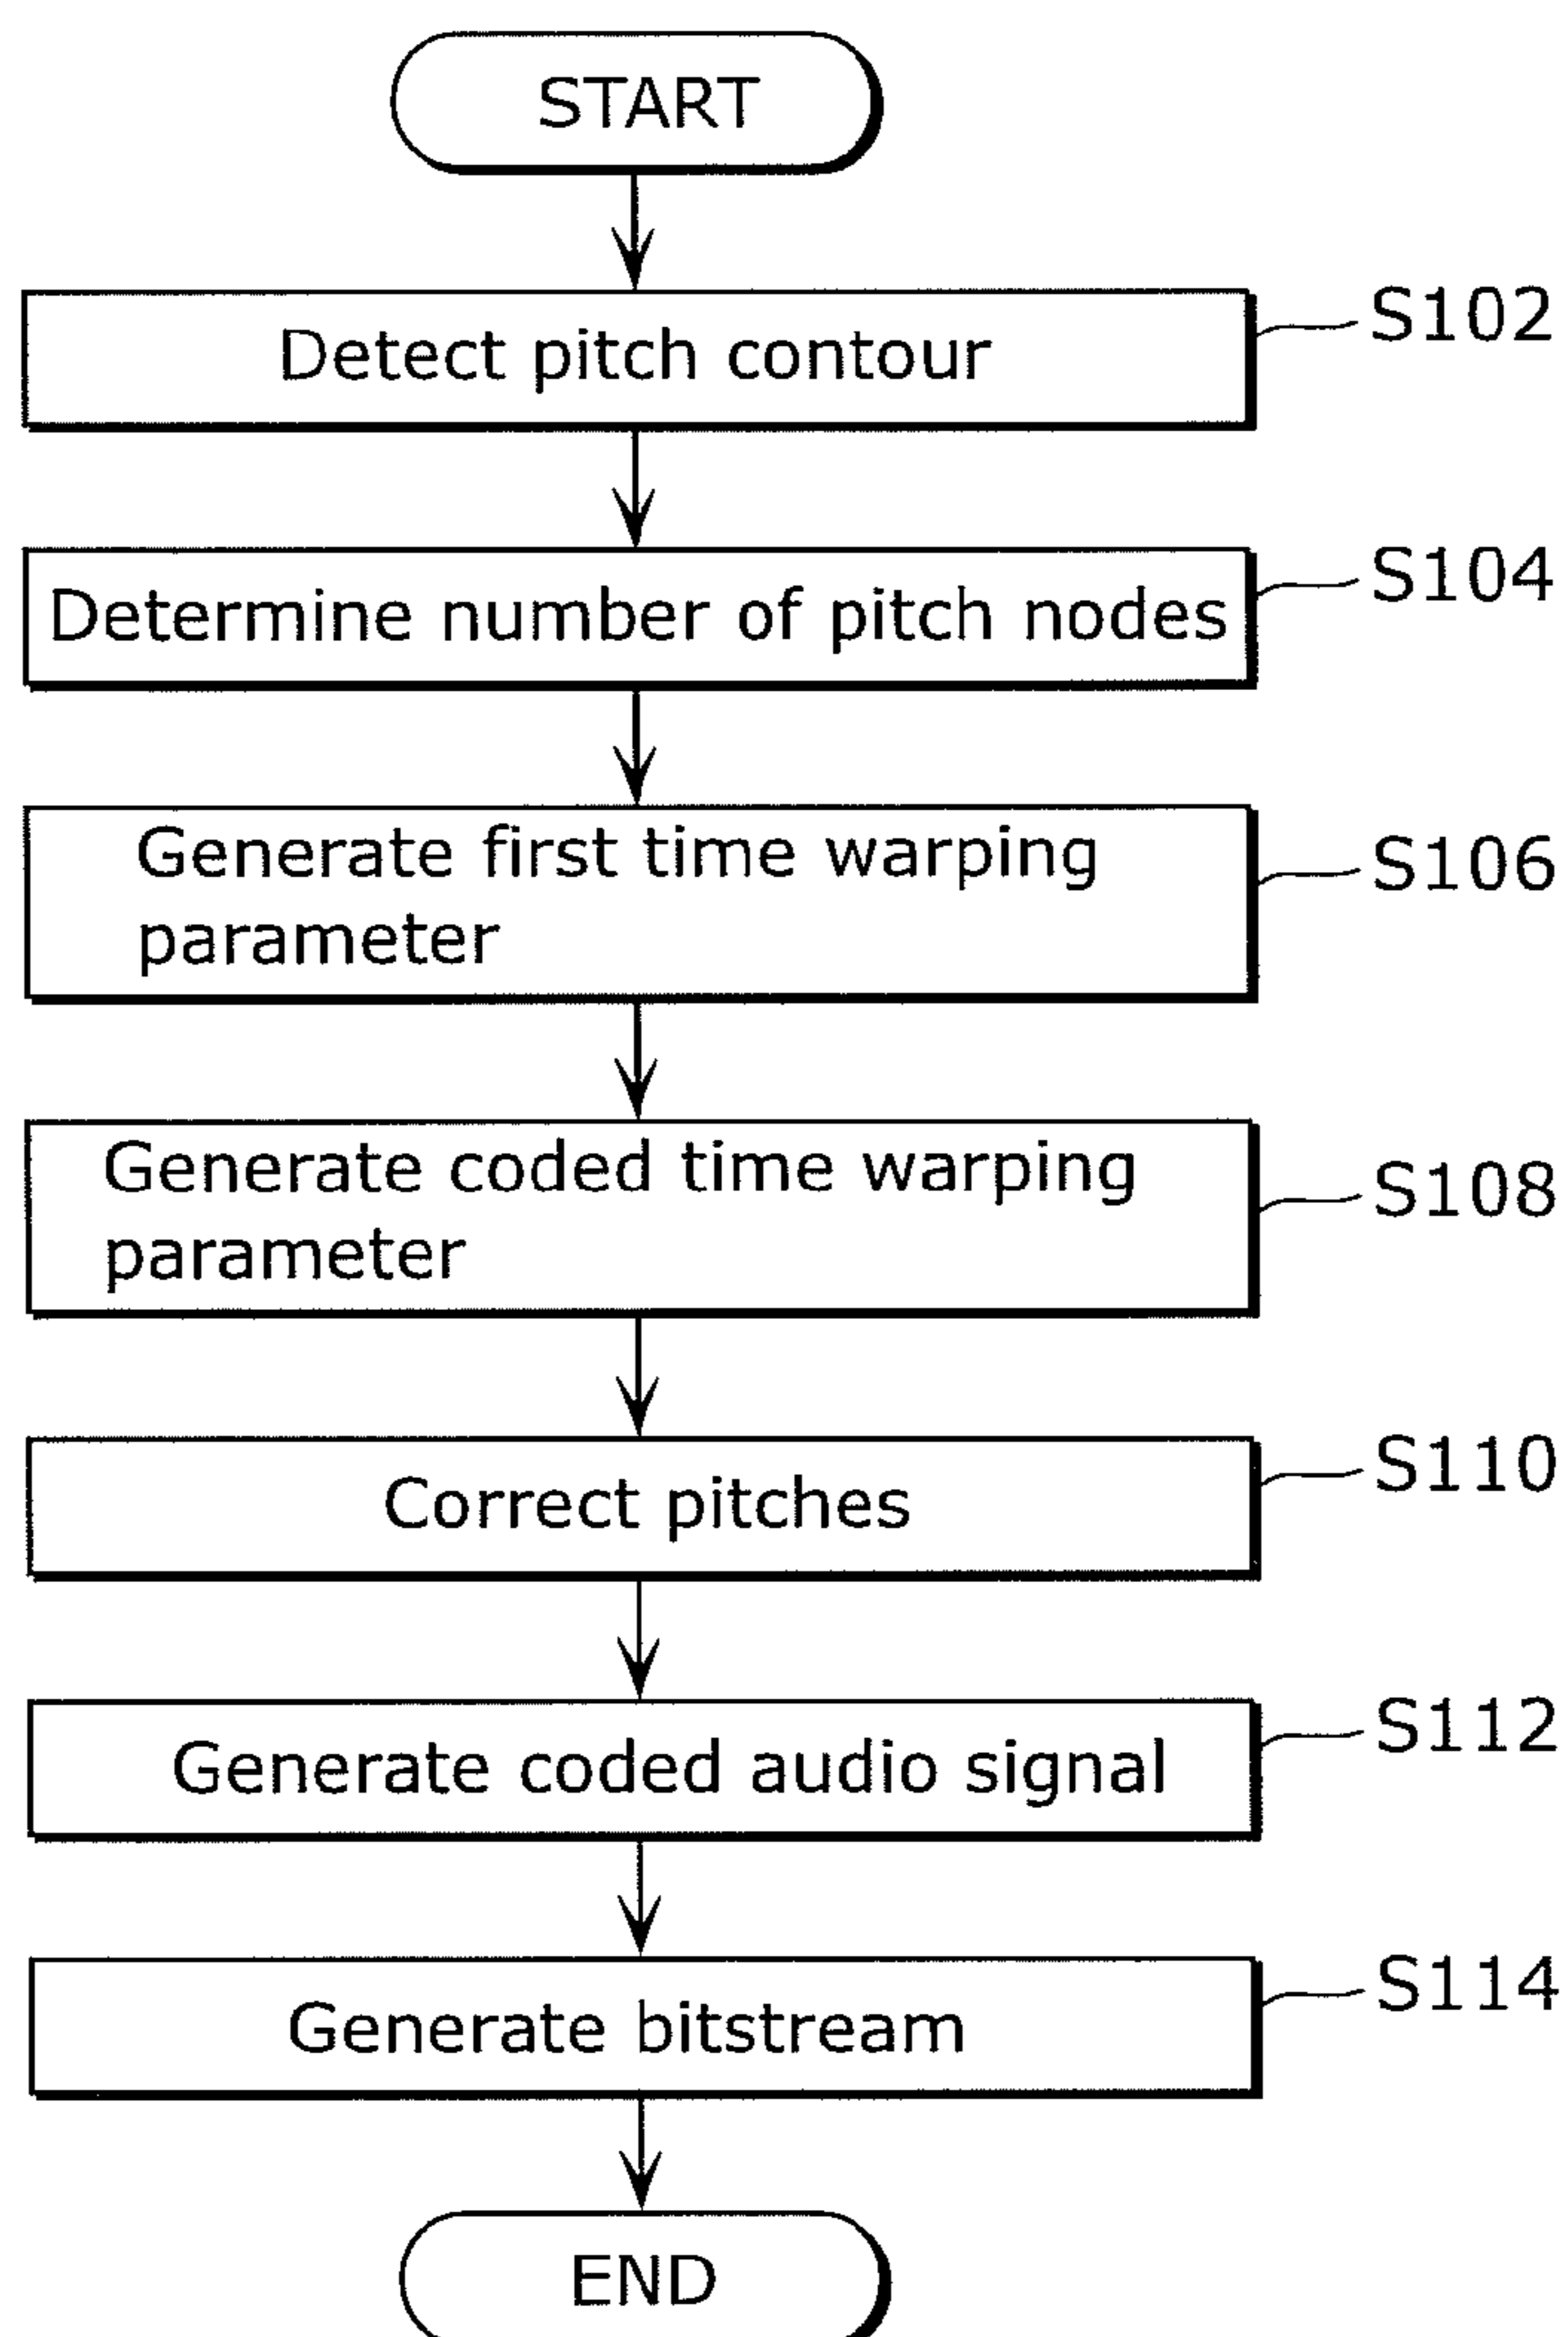 START
Detect pitch contour
S102
Determine number of pitch nodes
S104
Generate first time warping
parameter
S106
Generate coded time warping
parameter
S108
Correct pitches
S110
Generate coded audio signal
S112
Generate bitstream
S114
END